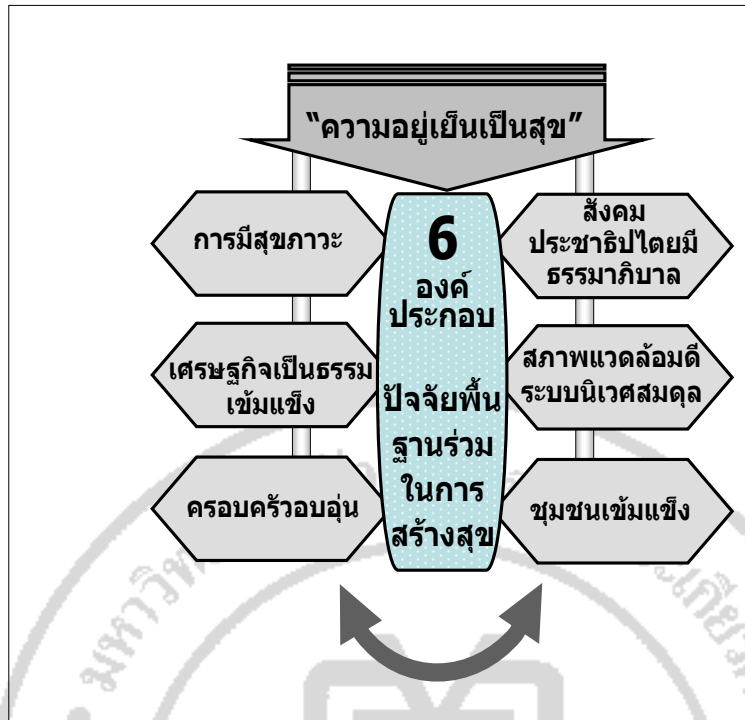 “ความอยู่เย็นเป็นสุข”
การมีสุขภาวะ
เศรษฐกิจเป็นธรรม
เข้มแข็ง
ครอบครัวอบอุ่น
6
องค์
ประกอบ
ปัจจัยพื้น
ฐานร่วม
ในการ
สร้างสุข
สังคม
ประชาธิปไตยมี
ธรรมาภิบาล
สภาพแวดล้อมดี
ระบบนิเวศสมดุล
ชุมชนเข้มแข็ง